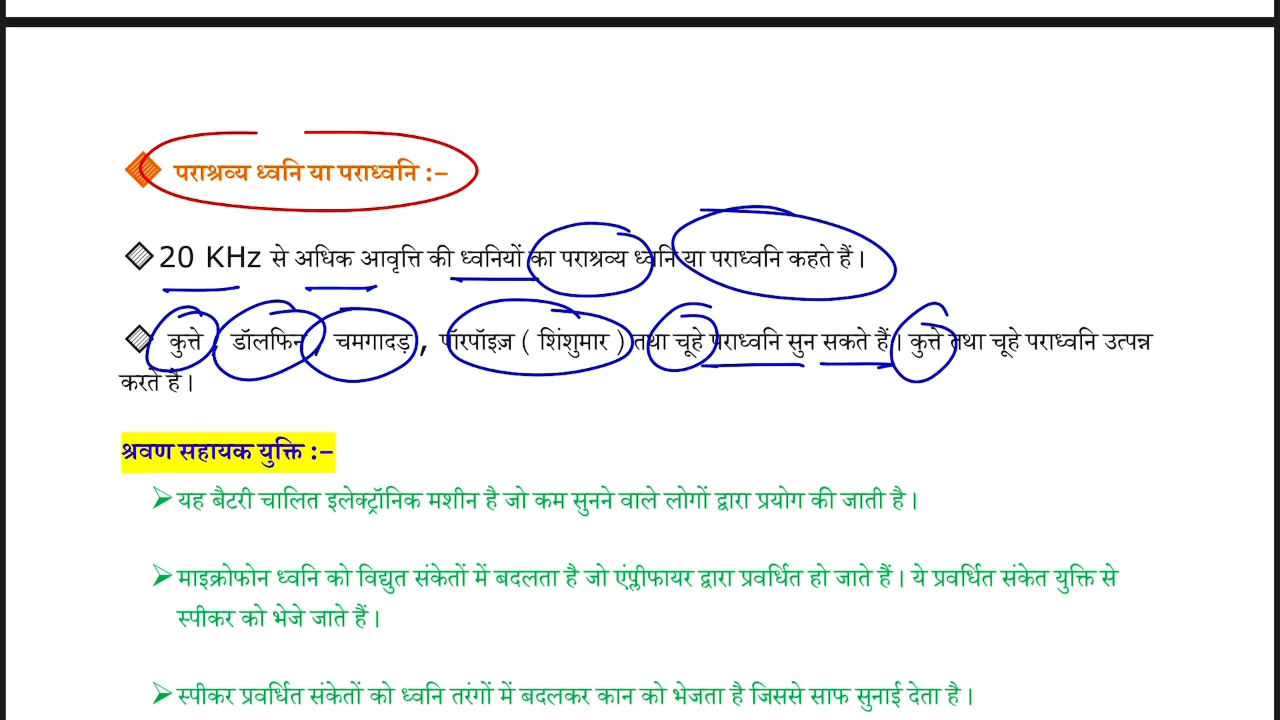 पराश्रव्य ध्वनि या पराध्वनि :–
20 KHz से अधिक आवृत्ति की ध्वनियों का पराश्रव्य ध्वनि या पराध्वनि कहते हैं।
कुत्ते , डॉलफिन , चमगादड़ , पॉरपॉइज़ ( शिंशुमार ) तथा चूहे पराध्वनि सुन सकते हैं। कुत्ते तथा चूहे पराध्वनि उत्पन्न
करते है।
श्रवण सहायक युक्ति :–
यह बैटरी चालित इलेक्ट्रॉनिक मशीन है जो कम सुनने वाले लोगों द्वारा प्रयोग की जाती है।
माइक्रोफोन ध्वनि को विद्युत संकेतों में बदलता है जो एंप्लीफायर द्वारा प्रवर्धित हो जाते हैं। ये प्रवर्धित संकेत युक्ति से
स्पीकर को भेजे जाते हैं।
स्पीकर प्रवर्धित संकेतों को ध्वनि तरंगों में बदलकर कान को भेजता है जिससे साफ सुनाई देता है।